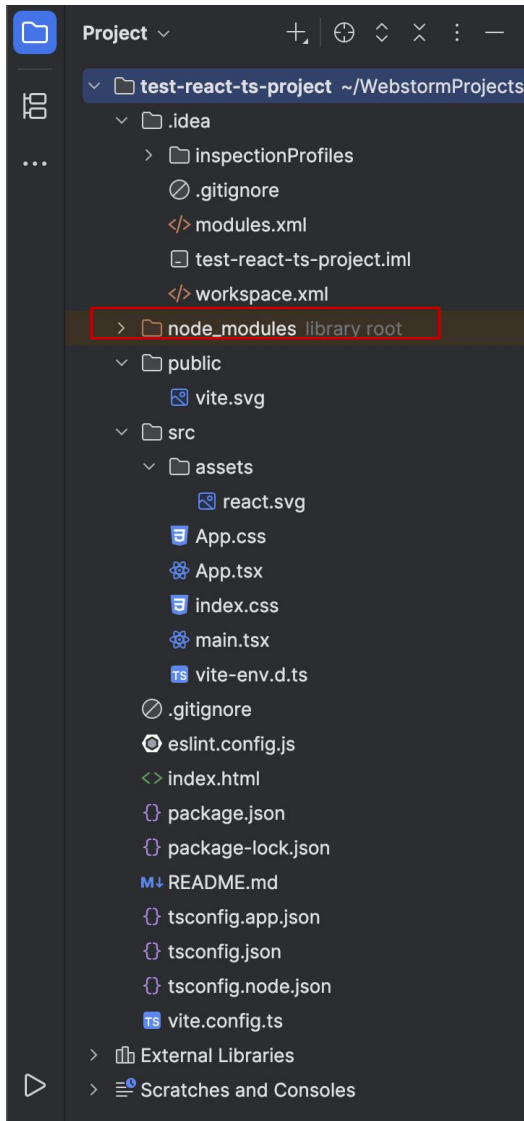 Project
test-react-ts-project ~/WebstormProjects
.idea
inspectionProfiles
.gitignore
modules.xml
test-react-ts-project.iml
workspace.xml
node_modules library root
public
vite.svg
src
assets
react.svg
App.css
App.tsx
index.css
main.tsx
TS vite-env.d.ts
.gitignore
eslint.config.js
index.html
package.json
package-lock.json
M↓ README.md
tsconfig.app.json
tsconfig.json
tsconfig.node.json
TS vite.config.ts
External Libraries
Scratches and Consoles